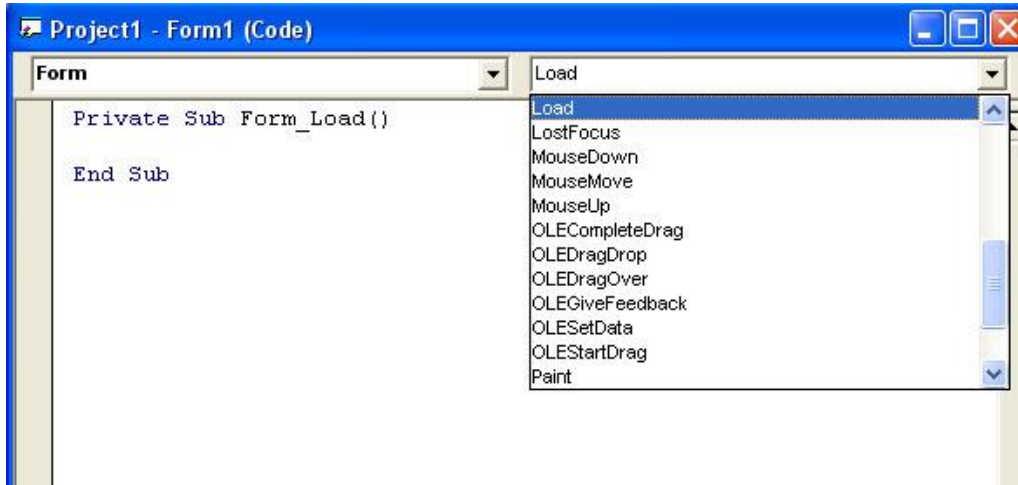 Project1 - Form1 (Code)
Form
Load
Private Sub Form_Load()
End Sub
Load
LostFocus
MouseDown
MouseMove
MouseUp
OLECompleteDrag
OLEDragDrop
OLEDragOver
OLEGiveFeedback
OLESetData
OLEStartDrag
Paint